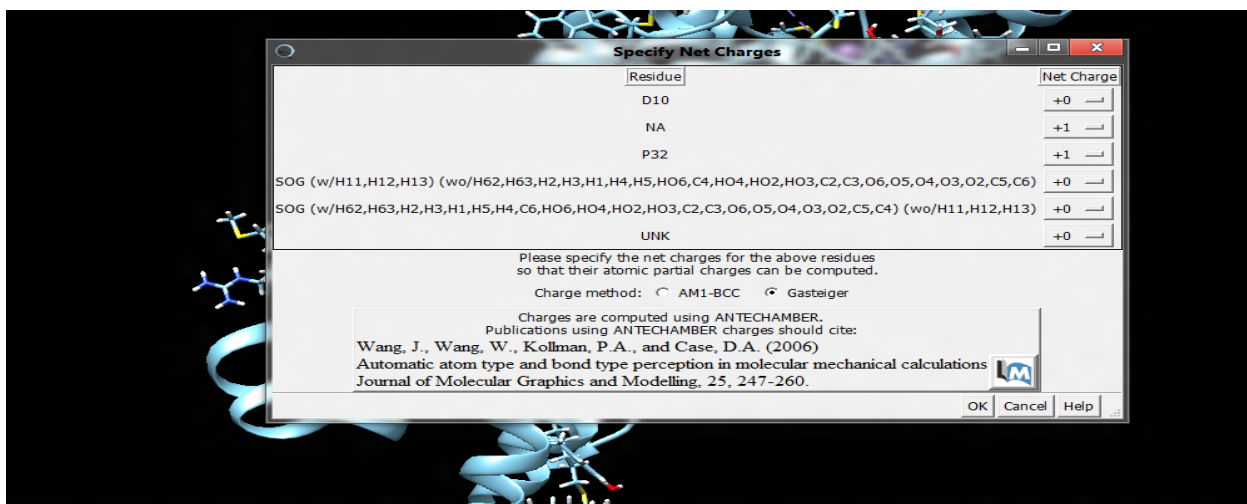 Specify Net Charges
Residue Net Charge
D10 +0
NA +1
P32 +1
SOG (w/H11,H12,H13) (wo/H62,H63,H2,H3,H1,H4,H5,HO6,C4,HO4,HO2,HO3,C2,C3,O6,O5,O4,O3,O2,C5,C6) +0
SOG (w/H62,H63,H2,H3,H1,H5,H4,C6,HO6,HO4,HO2,HO3,C2,C3,O6,O5,O4,O3,O2,C5,C4) (wo/H11,H12,H13) +0
UNK +0
Please specify the net charges for the above residues
so that their atomic partial charges can be computed.
Charge method: AM1-BCC Gasteiger
Charges are computed using ANTECHAMBER.
Publications using ANTECHAMBER charges should cite:
Wang, J., Wang, W., Kollman, P.A., and Case, D.A. (2006)
Automatic atom type and bond type perception in molecular mechanical calculations
Journal of Molecular Graphics and Modelling, 25, 247-260.
LM
OK Cancel Help